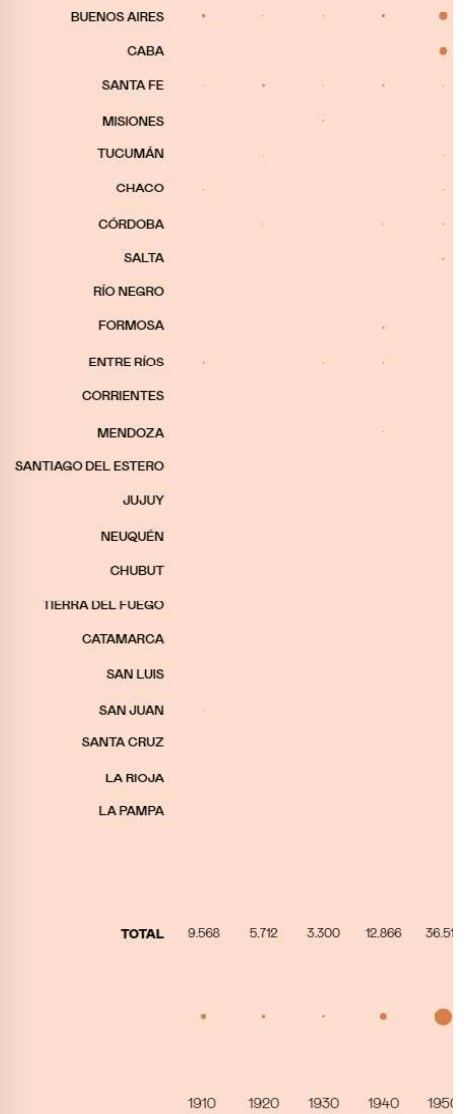 BUENOS AIRES
CABA
SANTA FE
MISIONES
TUCUMÁN
CHACO
CÓRDOBA
SALTA
RÍO NEGRO
FORMOSA
ENTRE RÍOS
CORRIENTES
MENDOZA
SANTIAGO DEL ESTERO
JUJUY
NEUQUÉN
CHUBUT
TIERRA DEL FUEGO
CATAMARCA
SAN LUIS
SAN JUAN
SANTA CRUZ
LA RIOJA
LA PAMPA
TOTAL 9.568 5.712 3.300 12.866
1910 1920 1930 1940 1950